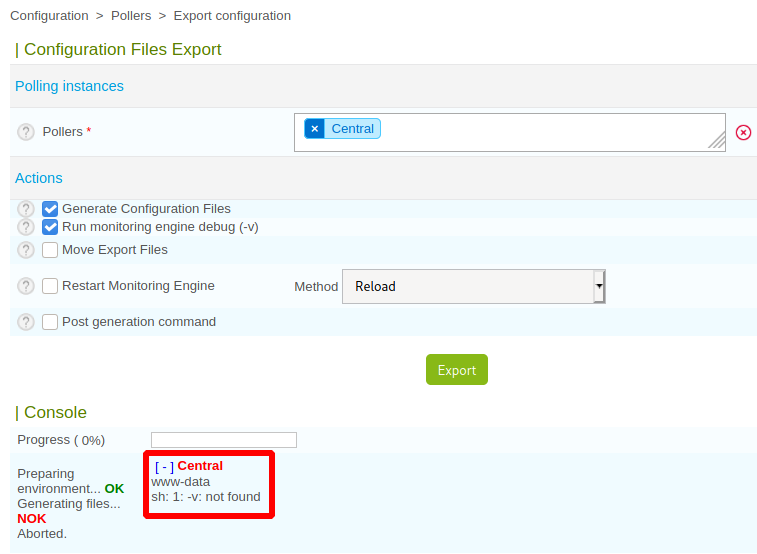 Configuration > Pollers > Export configuration
| Configuration Files Export
Polling instances
? Pollers *
× Central
Actions
? Generate Configuration Files
? Run monitoring engine debug (-v)
? Move Export Files
? Restart Monitoring Engine Method Reload
? Post generation command
Export
| Console
Progress ( 0%)
Preparing
environment... OK
Generating files...
NOK
Aborted.
[ - ] Central
www-data
sh: 1: -v: not found